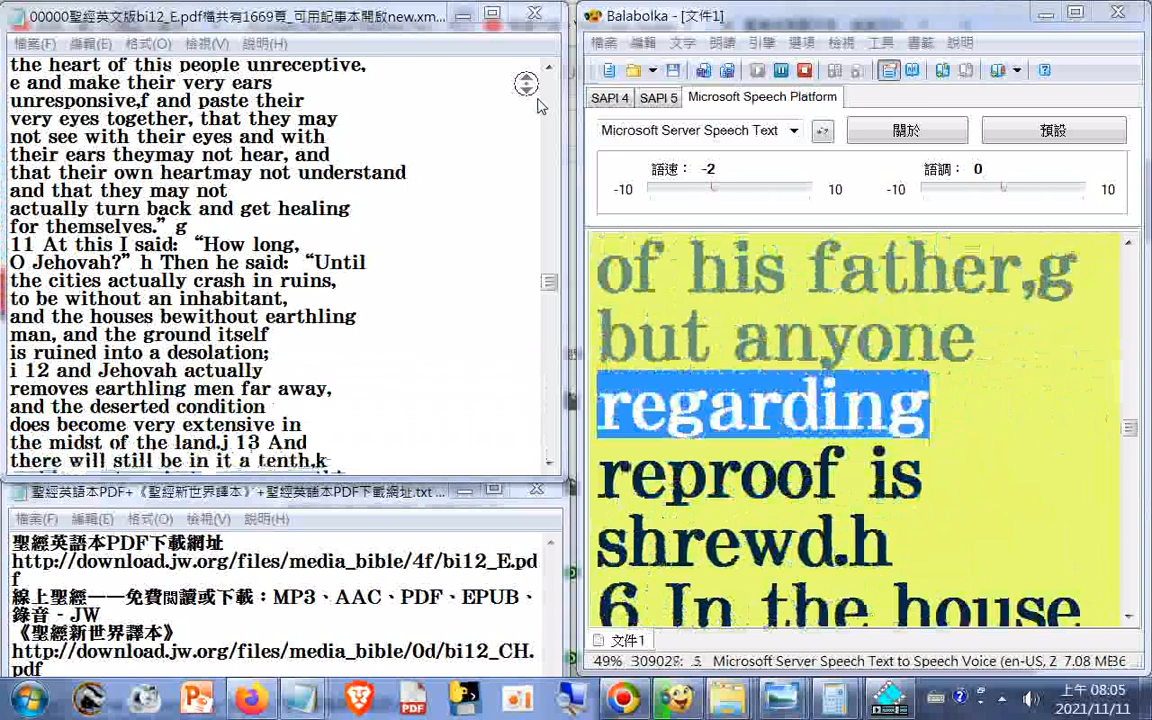 00000聖經英文版bi12_E.pdf檔共有1669頁_可用記事本開啟new.xm...
檔案(F) 編輯(E) 格式(O) 檢視(V) 說明(H)
the heart of this people unreceptive,
e and make their very ears
unresponsive,f and paste their
very eyes together, that they may
not see with their eyes and with
their ears theymay not hear, and
that their own heartmay not understand
and that they may not
actually turn back and get healing
for themselves.” g
11 At this I said: “How long,
O Jehovah?” h Then he said: “Until
the cities actually crash in ruins,
to be without an inhabitant,
and the houses bewithout earthling
man, and the ground itself
is ruined into a desolation;
i 12 and Jehovah actually
removes earthling men far away,
and the deserted condition
does become very extensive in
the midst of the land.j 13 And
there will still be in it a tenth,k
聖經英語本PDF+《聖經新世界譯本》+聖經英語本PDF下載網址.txt ...
檔案(F) 編輯(E) 格式(O) 檢視(V) 說明(H)
聖經英語本PDF下載網址
http://download.jw.org/files/media_bible/4f/bi12_E.pd
f
線上聖經——免費閱讀或下載：MP3、AAC、PDF、EPUB、
錄音 - JW
《聖經新世界譯本》
http://download.jw.org/files/media_bible/0d/bi12_CH.
pdf
Balabolka - [文件1]
檔案 編輯 文字 朗讀 引擎 選項 檢視 工具 書籤 說明
SAPI 4 SAPI 5 Microsoft Speech Platform
Microsoft Server Speech Text 關於 預設
語速： -2 語調： 0
-10 10 -10 10
of his father,g
but anyone
regarding
reproof is
shrewd.h
6 In the house
文件1
49% Microsoft Server Speech Text to Speech Voice (en-US, Z
上午 08:05
2021/11/11